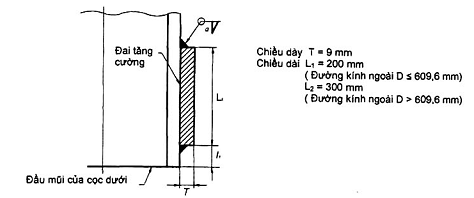 a
Đai tăng
cường
L
l₁
T
Đầu mũi của cọc dưới
Chiều dày T = 9 mm
Chiều dài L₁ = 200 mm
( Đường kính ngoài D ≤ 609,6 mm)
L₂ = 300 mm
( Đường kính ngoài D > 609,6 mm)